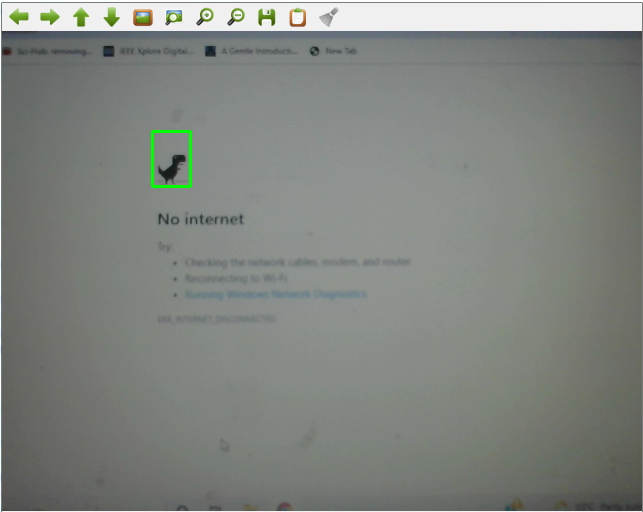 Sci-Hub: removing... IEEE Xplore Digital... A Gentle Introducti... New Tab
No internet
Try:
• Checking the network cables, modem, and router
• Reconnecting to Wi-Fi
• Running Windows Network Diagnostics
ERR_INTERNET_DISCONNECTED